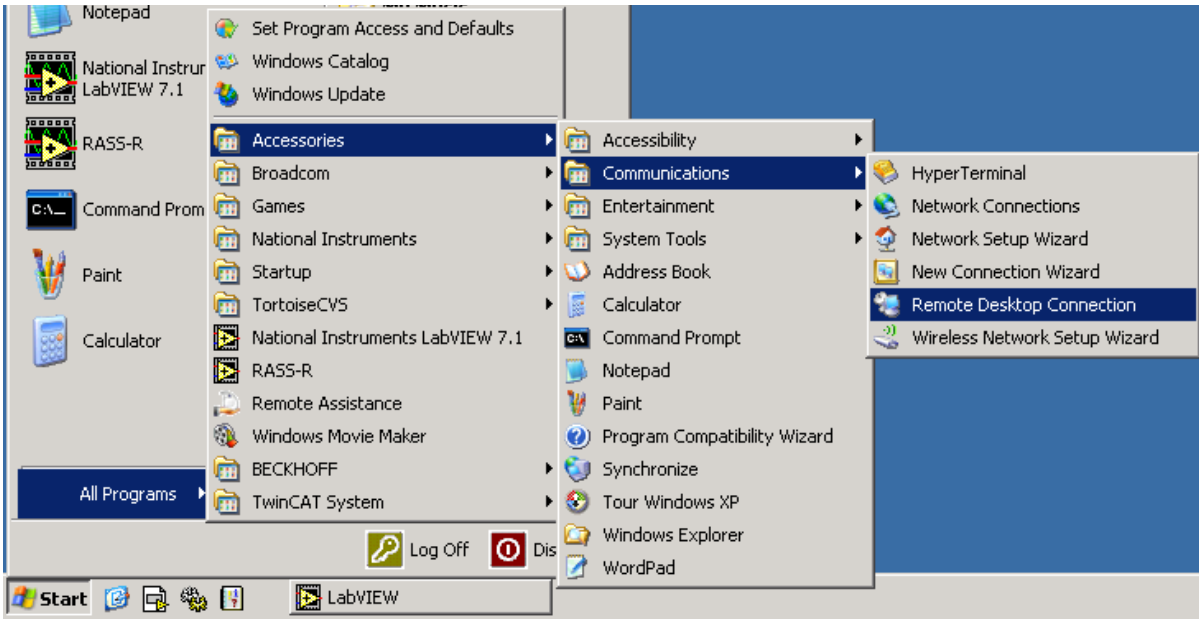 Notepad
National Instrur
LabVIEW 7.1
RASS-R
C:\_
Command Prom
Paint
Calculator
All Programs
Set Program Access and Defaults
Windows Catalog
Windows Update
Accessories
Broadcom
Games
National Instruments
Startup
TortoiseCVS
National Instruments LabVIEW 7.1
RASS-R
Remote Assistance
Windows Movie Maker
BECKHOFF
TwinCAT System
Accessibility
Communications
Entertainment
System Tools
Address Book
Calculator
Command Prompt
Notepad
Paint
Program Compatibility Wizard
Synchronize
Tour Windows XP
Windows Explorer
WordPad
HyperTerminal
Network Connections
Network Setup Wizard
New Connection Wizard
Remote Desktop Connection
Wireless Network Setup Wizard
Log Off
Dis
Start
LabVIEW